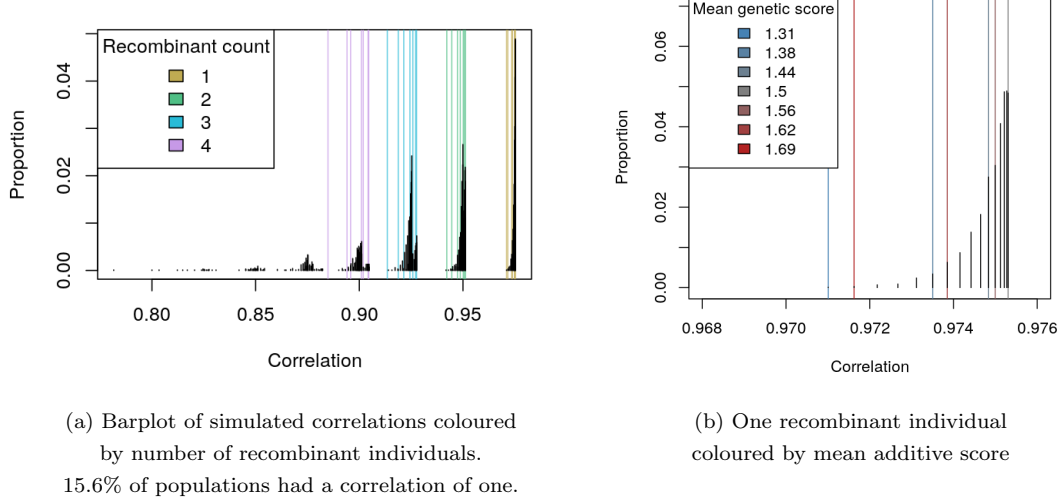 Recombinant count
1
2
3
4
Proportion
0.00
0.02
0.04
0.80
0.85
0.90
0.95
Correlation
(a) Barplot of simulated correlations coloured
by number of recombinant individuals.
15.6% of populations had a correlation of one.
Mean genetic score
1.31
1.38
1.44
1.5
1.56
1.62
1.69
Proportion
0.00
0.02
0.04
0.06
0.968
0.970
0.972
0.974
0.976
Correlation
(b) One recombinant individual
coloured by mean additive score